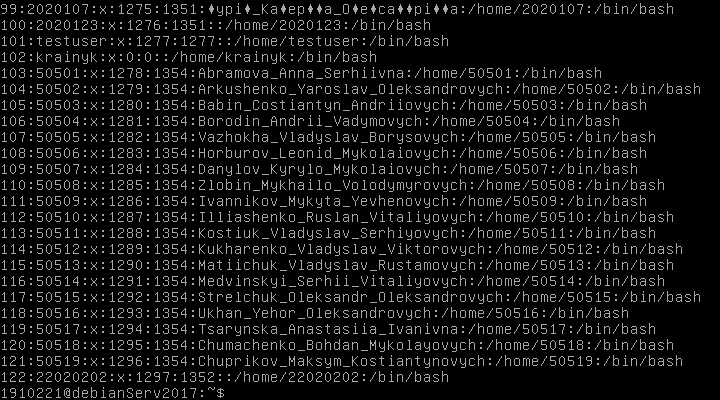 99:2020107:x:1275:1351:♦ypi♦_Ka♦ep♦♦a_O♦e♦ca♦♦pi♦♦a:/home/2020107:/bin/bash
100:2020123:x:1276:1351::/home/2020123:/bin/bash
101:testuser:x:1277:1277::/home/testuser:/bin/bash
102:krainyk:x:0:0::/home/krainyk:/bin/bash
103:50501:x:1278:1354:Abramova_Anna_Serhiivna:/home/50501:/bin/bash
104:50502:x:1279:1354:Arkushenko_Yaroslav_Oleksandrovych:/home/50502:/bin/bash
105:50503:x:1280:1354:Babin_Costiantyn_Andriiovych:/home/50503:/bin/bash
106:50504:x:1281:1354:Borodin_Andrii_Vadymovych:/home/50504:/bin/bash
107:50505:x:1282:1354:Vazhokha_Vladyslav_Borysovych:/home/50505:/bin/bash
108:50506:x:1283:1354:Horburov_Leonid_Mykolaiovych:/home/50506:/bin/bash
109:50507:x:1284:1354:Danylov_Kyrylo_Mykolaiovych:/home/50507:/bin/bash
110:50508:x:1285:1354:Zlobin_Mykhailo_Volodymyrovych:/home/50508:/bin/bash
111:50509:x:1286:1354:Ivannikov_Mykyta_Yevhenovych:/home/50509:/bin/bash
112:50510:x:1287:1354:Illiashenko_Ruslan_Vitaliyovych:/home/50510:/bin/bash
113:50511:x:1288:1354:Kostiuk_Vladyslav_Serhiyovych:/home/50511:/bin/bash
114:50512:x:1289:1354:Kukharenko_Vladyslav_Viktorovych:/home/50512:/bin/bash
115:50513:x:1290:1354:Matiichuk_Vladyslav_Rustamovych:/home/50513:/bin/bash
116:50514:x:1291:1354:Medvinskyi_Serhii_Vitaliyovych:/home/50514:/bin/bash
117:50515:x:1292:1354:Strelchuk_Oleksandr_Oleksandrovych:/home/50515:/bin/bash
118:50516:x:1293:1354:Ukhan_Yehor_Oleksandrovych:/home/50516:/bin/bash
119:50517:x:1294:1354:Tsarynska_Anastasiia_Ivanivna:/home/50517:/bin/bash
120:50518:x:1295:1354:Chumachenko_Bohdan_Mykolayovych:/home/50518:/bin/bash
121:50519:x:1296:1354:Chuprikov_Maksym_Kostiantynovych:/home/50519:/bin/bash
122:22020202:x:1297:1352::/home/22020202:/bin/bash
1910221@debianServ2017:~$